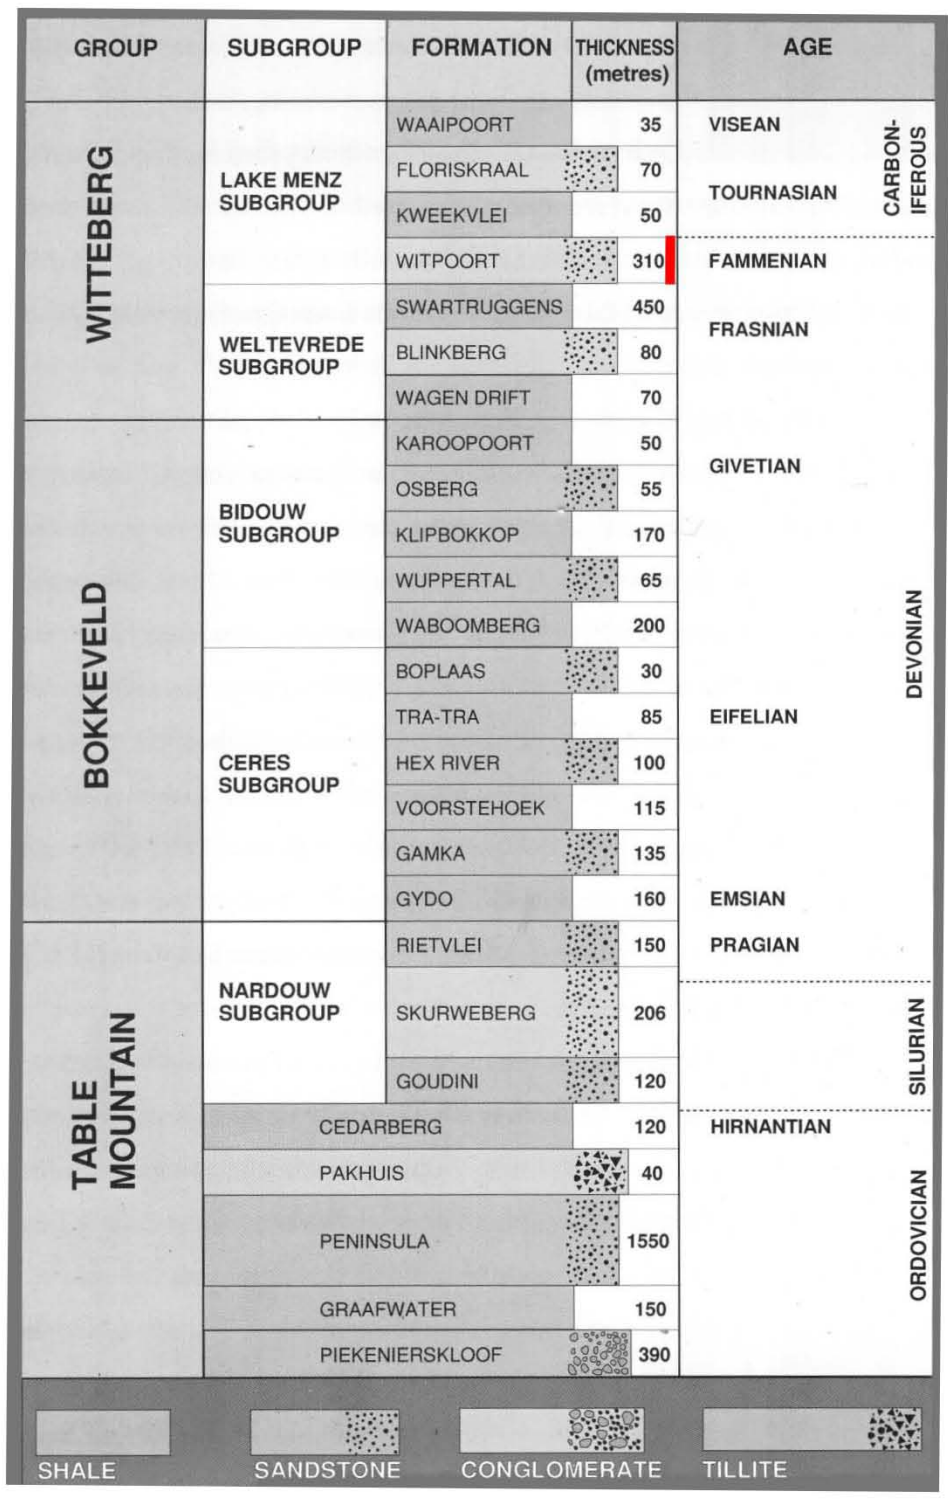 GROUP SUBGROUP FORMATION THICKNESS (metres) AGE
WITTEBERG
LAKE MENZ
SUBGROUP
WAAIPOORT 35 VISEAN
FLORISKRAAL 70
TOURNASIAN
KWEEKVLEI 50
CARBON-
IFEROUS
WITPOORT 310 FAMMENIAN
WELTEVREDE
SUBGROUP
SWARTRUGGENS 450
FRASNIAN
BLINKBERG 80
WAGEN DRIFT 70
BOKKEVELD
BIDOUW
SUBGROUP
KAROOPOORT 50
GIVETIAN
OSBERG 55
KLIPBOKKOP 170
WUPPERTAL 65
WABOOMBERG 200
DEVONIAN
CERES
SUBGROUP
BOPLAAS 30
TRA-TRA 85 EIFELIAN
HEX RIVER 100
VOORSTEHOEK 115
GAMKA 135
GYDO 160 EMSIAN
TABLE
MOUNTAIN
NARDOUW
SUBGROUP
RIETVLEI 150 PRAGIAN
SKURWEBERG 206
GOUDINI 120
SILURIAN
CEDARBERG 120 HIRNANTIAN
PAKHUIS 40
PENINSULA 1550
GRAAFWATER 150
PIEKENIERSKLOOF 390
ORDOVICIAN
SHALE SANDSTONE CONGLOMERATE TILLITE